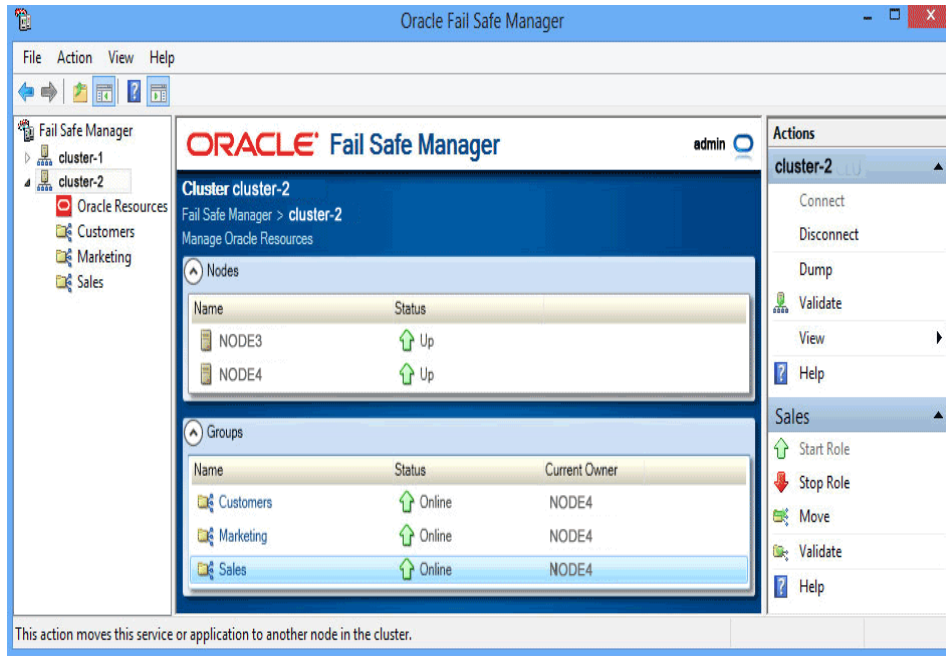 Oracle Fail Safe Manager
File Action View Help
Fail Safe Manager
cluster-1
cluster-2
Oracle Resources
Customers
Marketing
Sales
ORACLE Fail Safe Manager
admin
Cluster cluster-2
Fail Safe Manager > cluster-2
Manage Oracle Resources
Nodes
Name Status
NODE3 Up
NODE4 Up
Groups
Name Status Current Owner
Customers Online NODE4
Marketing Online NODE4
Sales Online NODE4
Actions
cluster-2
Connect
Disconnect
Dump
Validate
View
Help
Sales
Start Role
Stop Role
Move
Validate
Help
This action moves this service or application to another node in the cluster.